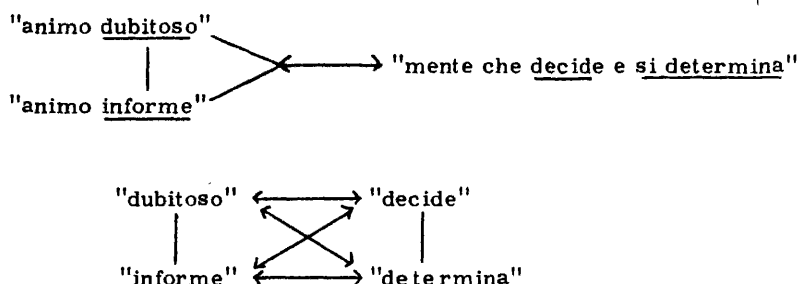 "animo dubitoso"
"mente che decide e si determina"
"animo informe"
"dubitoso" "decide"
"informe" "determina"